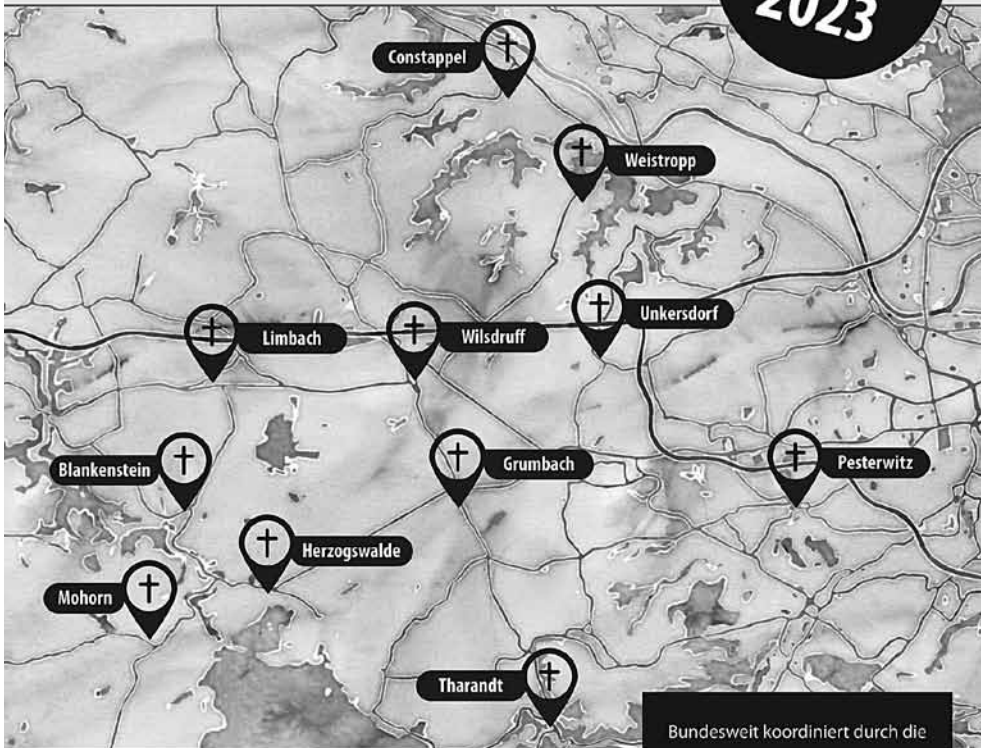 2023
Constappel
Weistropp
Unkersdorf
Limbach
Wilsdruff
Blankenstein
Grumbach
Pesterwitz
Herzogswalde
Mohorn
Tharandt
Bundesweit koordiniert durch die